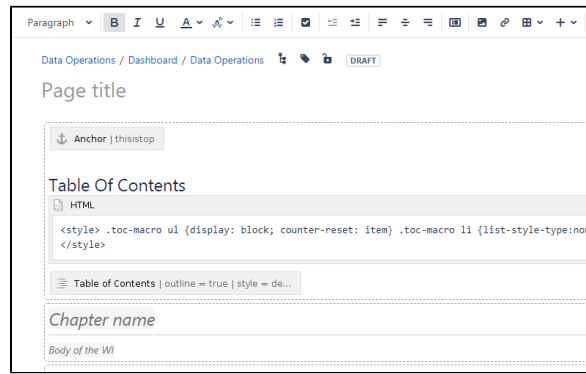 Paragraph B I U A
Data Operations / Dashboard / Data Operations DRAFT
Page title
Anchor | thisistop
Table Of Contents
HTML
<style> .toc-macro ul {display: block; counter-reset: item} .toc-macro li {list-style-type:non
</style>
Table of Contents | outline = true | style = de...
Chapter name
Body of the WI